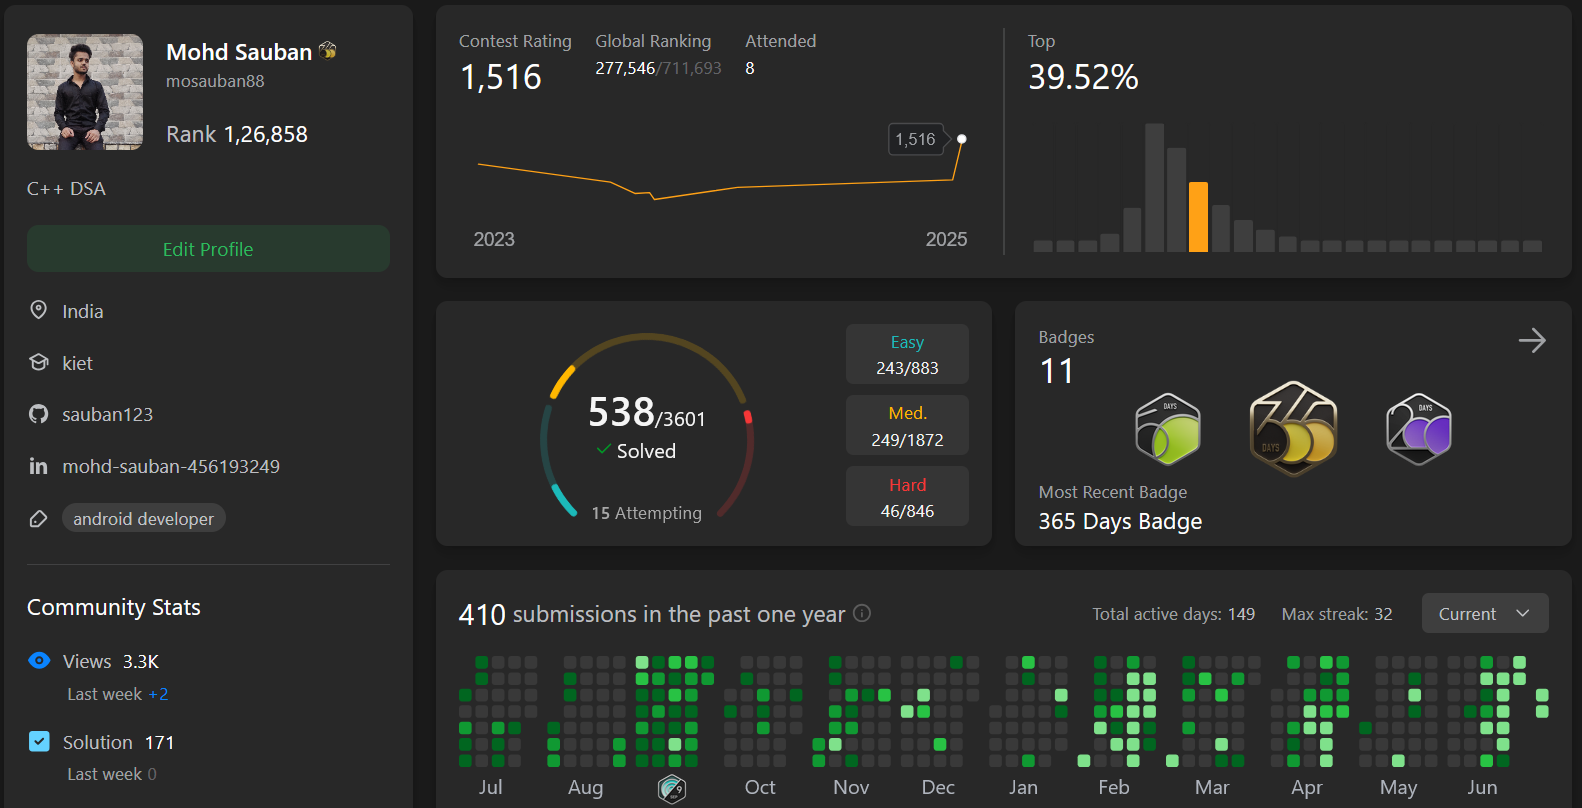 Mohd Sauban
mosauban88
Rank 1,26,858
C++ DSA
Edit Profile
India
kiet
sauban123
mohd-sauban-456193249
android developer
Community Stats
Views 3.3K
Last week +2
Solution 171
Last week 0
Contest Rating
1,516
Global Ranking
277,546/711,693
Attended
8
1,516
2023
2025
Top
39.52%
538/3601
Solved
15 Attempting
Easy
243/883
Med.
249/1872
Hard
46/846
Badges
11
DAYS
365
DAYS
DAYS
Most Recent Badge
365 Days Badge
410 submissions in the past one year
Total active days: 149
Max streak: 32
Current
Jul
Aug
9
Oct
Nov
Dec
Jan
Feb
Mar
Apr
May
Jun